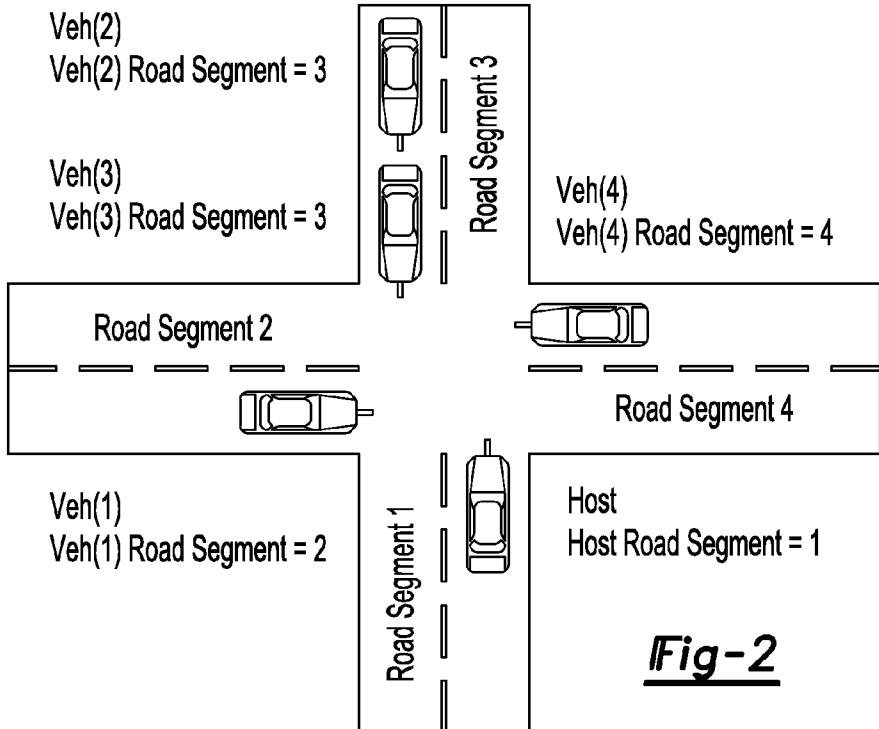 Veh(2)
Veh(2) Road Segment = 3
Veh(3)
Veh(3) Road Segment = 3
Road Segment 3
Veh(4)
Veh(4) Road Segment = 4
Road Segment 2
Road Segment 4
Veh(1)
Veh(1) Road Segment = 2
Road Segment 1
Host
Host Road Segment = 1
Fig-2